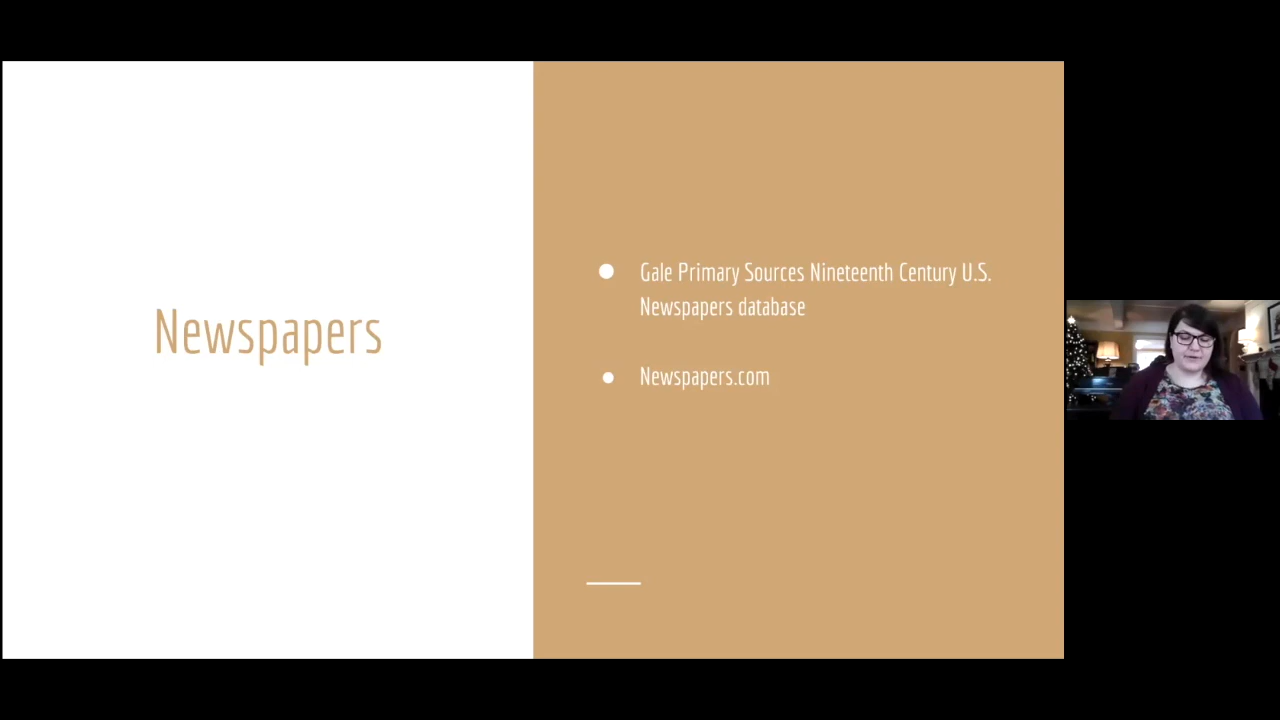 Newspapers
Gale Primary Sources Nineteenth Century U.S.
Newspapers database
Newspapers.com